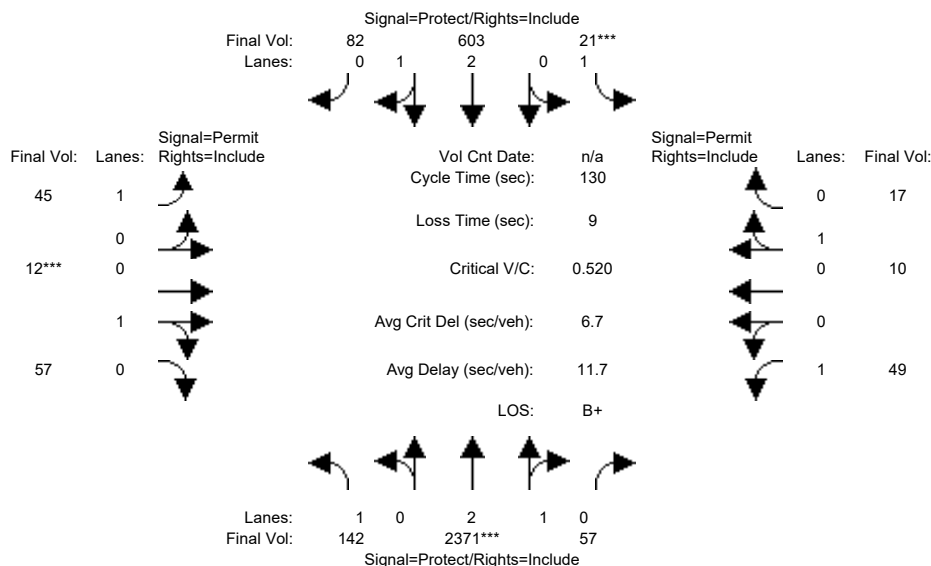 Signal=Protect/Rights=Include
Final Vol: 82 603 21***
Lanes: 0 1 2 0 1
Signal=Permit Signal=Permit
Final Vol: Lanes: Rights=Include Vol Cnt Date: n/a Rights=Include Lanes: Final Vol:
Cycle Time (sec): 130
45 1 0 17
Loss Time (sec): 9
0 1
12*** 0 Critical V/C: 0.520 0 10
1 Avg Crit Del (sec/veh): 6.7 0
57 0 Avg Delay (sec/veh): 11.7 1 49
LOS: B+
Lanes: 1 0 2 1 0
Final Vol: 142 2371*** 57
Signal=Protect/Rights=Include